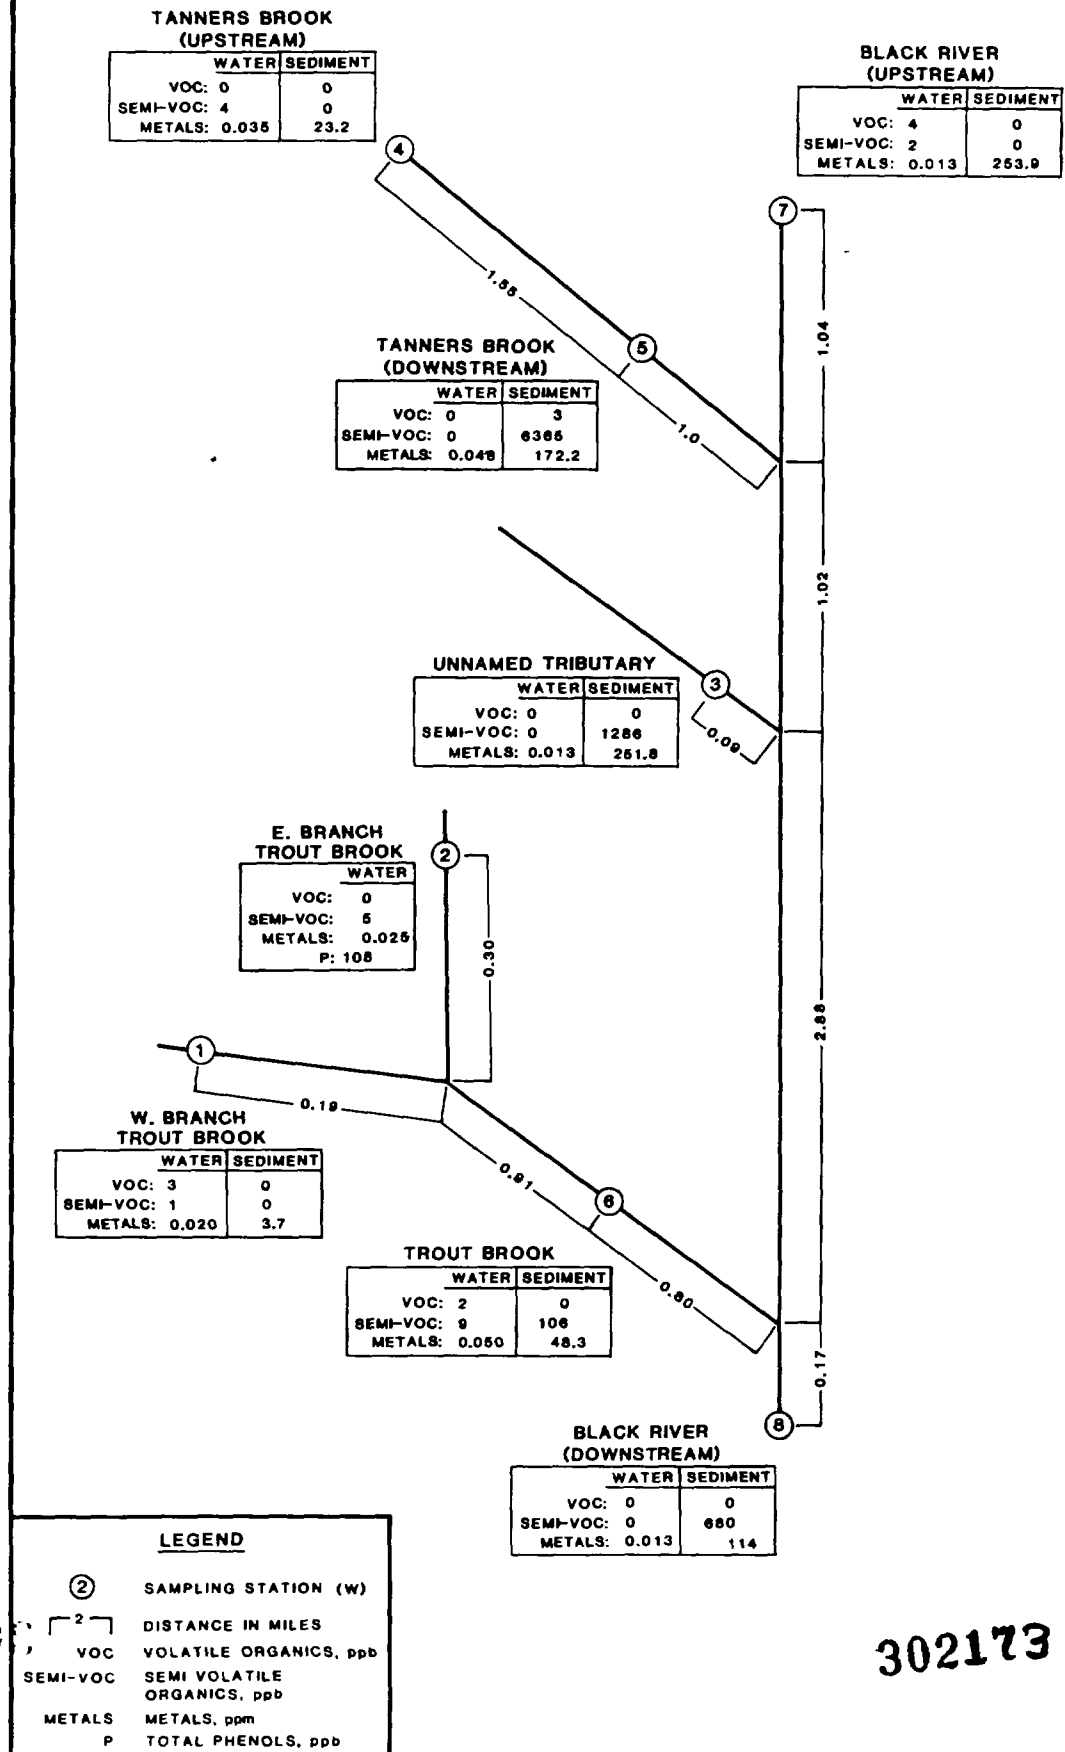 TANNERS BROOK
(UPSTREAM)
WATER SEDIMENT
VOC: 0 0
SEMI-VOC: 4 0
METALS: 0.035 23.2
BLACK RIVER
(UPSTREAM)
WATER SEDIMENT
VOC: 4 0
SEMI-VOC: 2 0
METALS: 0.013 253.9
4
7
1.55
1.04
5
TANNERS BROOK
(DOWNSTREAM)
WATER SEDIMENT
VOC: 0 3
SEMI-VOC: 0 6365
METALS: 0.048 172.2
1.0
1.02
UNNAMED TRIBUTARY
WATER SEDIMENT
VOC: 0 0
SEMI-VOC: 0 1286
METALS: 0.013 251.8
3
0.09
E. BRANCH
TROUT BROOK
WATER
VOC: 0
SEMI-VOC: 5
METALS: 0.025
P: 108
2
0.30
2.88
1
0.19
W. BRANCH
TROUT BROOK
WATER SEDIMENT
VOC: 3 0
SEMI-VOC: 1 0
METALS: 0.020 3.7
0.91
6
TROUT BROOK
WATER SEDIMENT
VOC: 2 0
SEMI-VOC: 9 106
METALS: 0.050 48.3
0.80
0.17
8
BLACK RIVER
(DOWNSTREAM)
WATER SEDIMENT
VOC: 0 0
SEMI-VOC: 0 680
METALS: 0.013 114
LEGEND
2 SAMPLING STATION (W)
2 DISTANCE IN MILES
VOC VOLATILE ORGANICS, ppb
SEMI-VOC SEMI VOLATILE
ORGANICS, ppb
METALS METALS, ppm
P TOTAL PHENOLS, ppb
302173